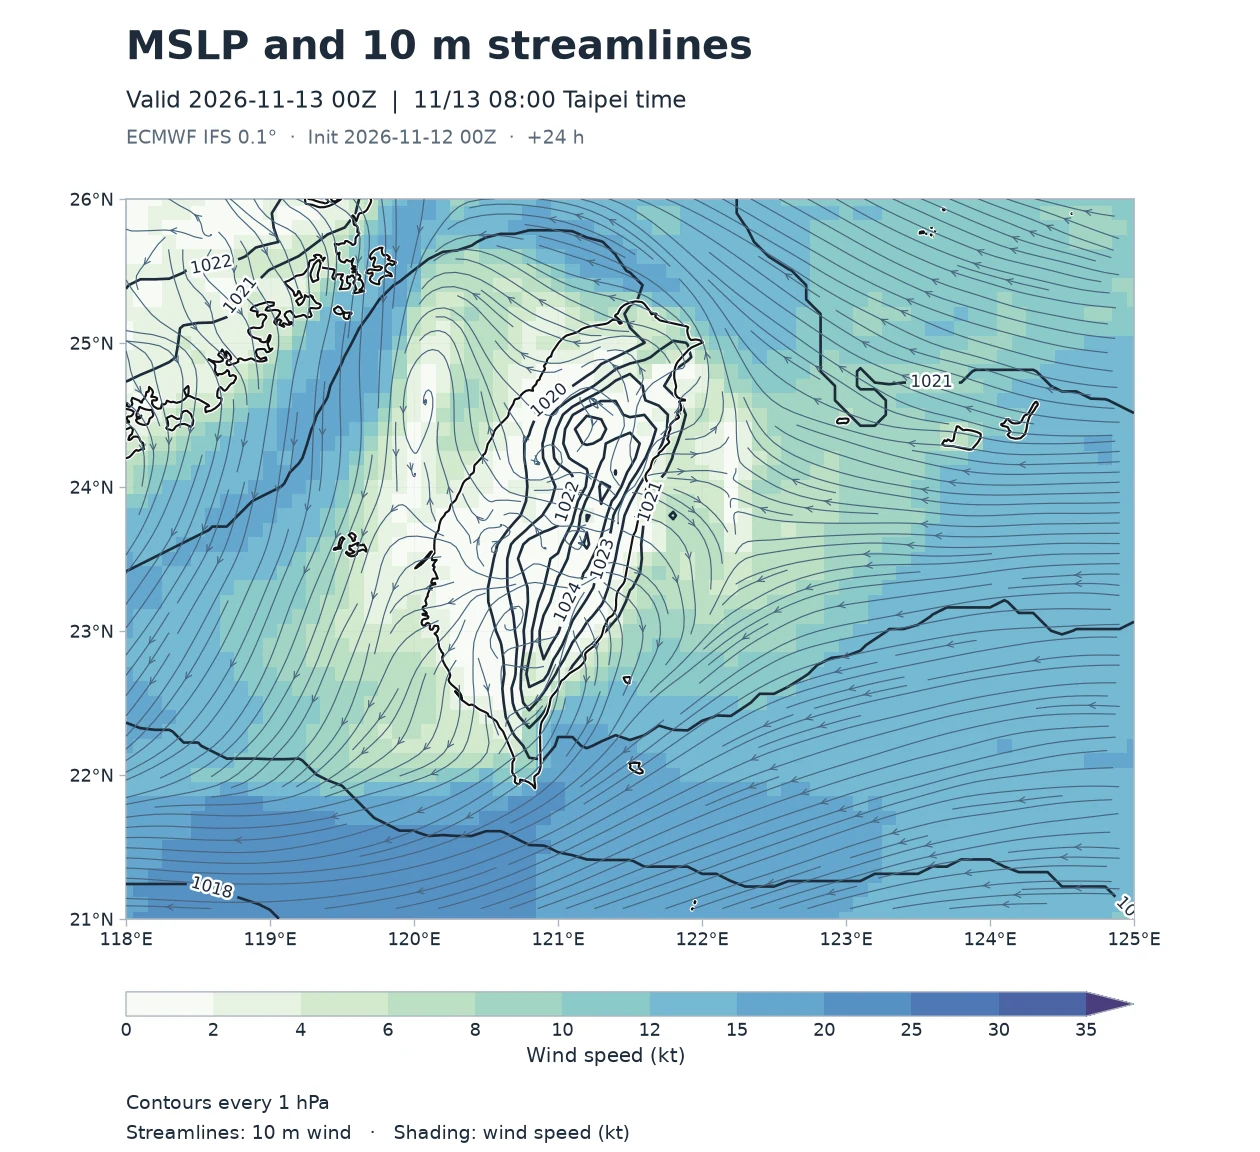 MSLP and 10 m streamlines
Valid 2026-11-13 00Z | 11/13 08:00 Taipei time
ECMWF IFS 0.1° · Init 2026-11-12 00Z · +24 h
26°N
1022
1021
25°N
1020
1021
24°N
1022
1021
1023
1024
23°N
22°N
1018
10
21°N
118°E 119°E 120°E 121°E 122°E 123°E 124°E 125°E
0 2 4 6 8 10 12 15 20 25 30 35
Wind speed (kt)
Contours every 1 hPa
Streamlines: 10 m wind · Shading: wind speed (kt)